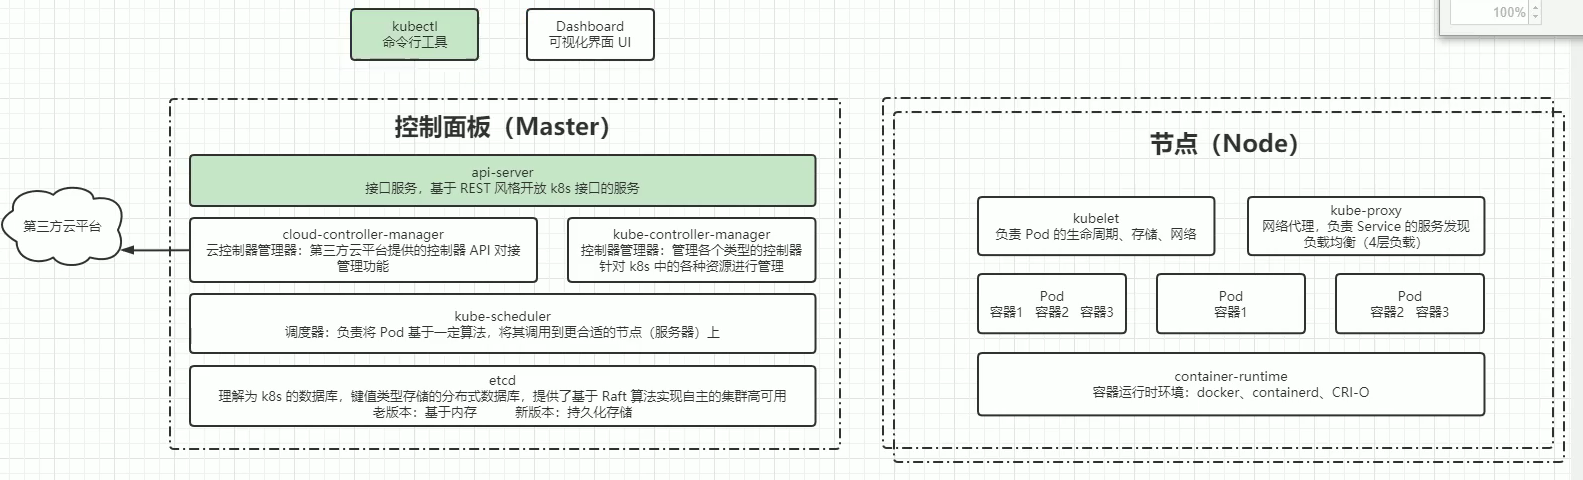 kubectl
命令行工具
Dashboard
可视化界面 UI
100%
控制面板（Master）
api-server
接口服务，基于 REST 风格开放 k8s 接口的服务
第三方云平台
cloud-controller-manager
云控制器管理器：第三方云平台提供的控制器 API 对接
管理功能
kube-controller-manager
控制器管理器：管理各个类型的控制器
针对 k8s 中的各种资源进行管理
kube-scheduler
调度器：负责将 Pod 基于一定算法，将其调用到更合适的节点（服务器）上
etcd
理解为 k8s 的数据库，键值类型存储的分布式数据库，提供了基于 Raft 算法实现自主的集群高可用
老版本：基于内存 新版本：持久化存储
节点（Node）
kubelet
负责 Pod 的生命周期、存储、网络
kube-proxy
网络代理，负责 Service 的服务发现
负载均衡（4层负载）
Pod
容器1 容器2 容器3
Pod
容器1
Pod
容器2 容器3
container-runtime
容器运行时环境：docker、containerd、CRI-O